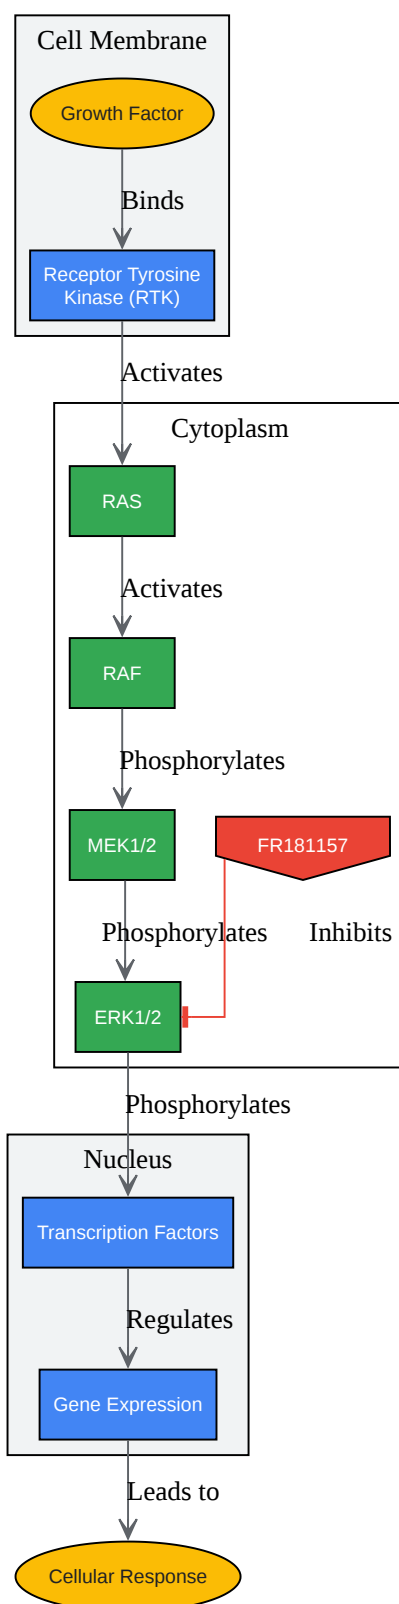 Cell Membrane
Growth Factor
Binds
Receptor Tyrosine
Kinase (RTK)
Activates
Cytoplasm
RAS
Activates
RAF
Phosphorylates
MEK1/2
FR181157
Phosphorylates
Inhibits
ERK1/2
Phosphorylates
Nucleus
Transcription Factors
Regulates
Gene Expression
Leads to
Cellular Response